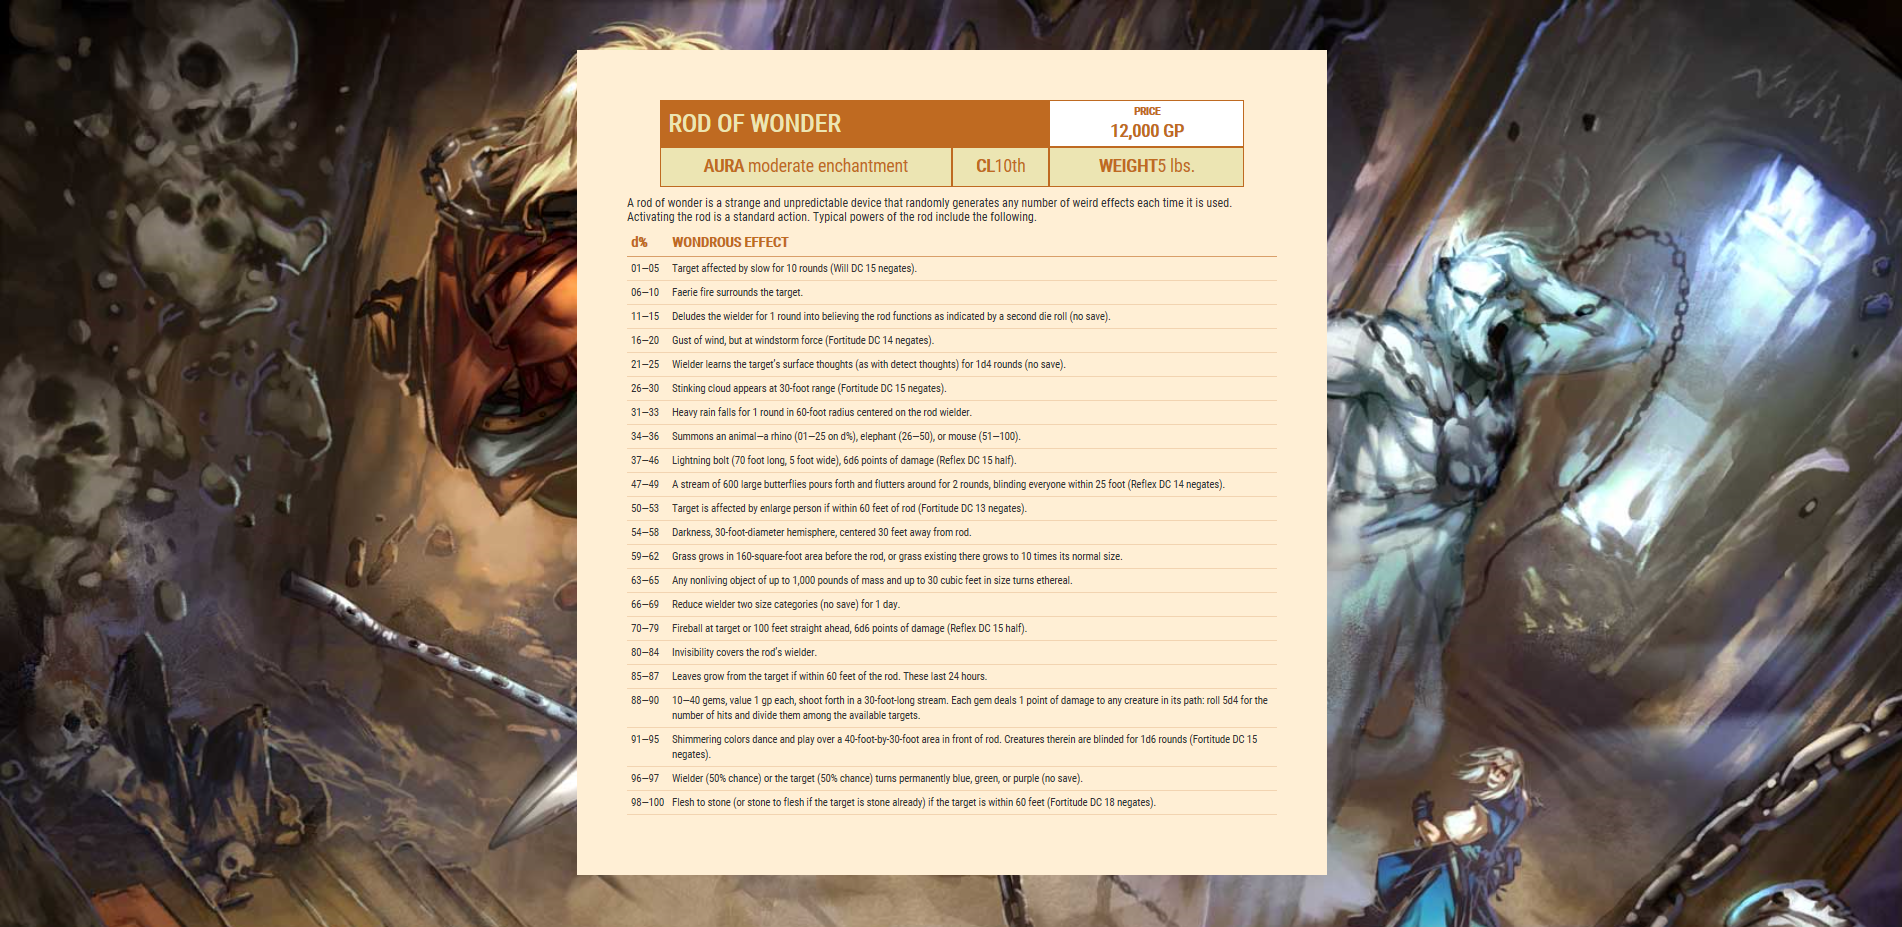 ROD OF WONDER
PRICE
12,000 GP
AURA moderate enchantment
CL10th
WEIGHT5 lbs.
A rod of wonder is a strange and unpredictable device that randomly generates any number of weird effects each time it is used.
Activating the rod is a standard action. Typical powers of the rod include the following.
d% WONDROUS EFFECT
01–05 Target affected by slow for 10 rounds (Will DC 15 negates).
06–10 Faerie fire surrounds the target.
11–15 Deludes the wielder for 1 round into believing the rod functions as indicated by a second die roll (no save).
16–20 Gust of wind, but at windstorm force (Fortitude DC 14 negates).
21–25 Wielder learns the target's surface thoughts (as with detect thoughts) for 1d4 rounds (no save).
26–30 Stinking cloud appears at 30-foot range (Fortitude DC 15 negates).
31–33 Heavy rain falls for 1 round in 60-foot radius centered on the rod wielder.
34–36 Summons an animal—a rhino (01–25 on d%), elephant (26–50), or mouse (51–100).
37–46 Lightning bolt (70 foot long, 5 foot wide), 6d6 points of damage (Reflex DC 15 half).
47–49 A stream of 600 large butterflies pours forth and flutters around for 2 rounds, blinding everyone within 25 foot (Reflex DC 14 negates).
50–53 Target is affected by enlarge person if within 60 feet of rod (Fortitude DC 13 negates).
54–58 Darkness, 30-foot-diameter hemisphere, centered 30 feet away from rod.
59–62 Grass grows in 160-square-foot area before the rod, or grass existing there grows to 10 times its normal size.
63–65 Any nonliving object of up to 1,000 pounds of mass and up to 30 cubic feet in size turns ethereal.
66–69 Reduce wielder two size categories (no save) for 1 day.
70–79 Fireball at target or 100 feet straight ahead, 6d6 points of damage (Reflex DC 15 half).
80–84 Invisibility covers the rod's wielder.
85–87 Leaves grow from the target if within 60 feet of the rod. These last 24 hours.
88–90 10–40 gems, value 1 gp each, shoot forth in a 30-foot-long stream. Each gem deals 1 point of damage to any creature in its path: roll 5d4 for the
number of hits and divide them among the available targets.
91–95 Shimmering colors dance and play over a 40-foot-by-30-foot area in front of rod. Creatures therein are blinded for 1d6 rounds (Fortitude DC 15
negates).
96–97 Wielder (50% chance) or the target (50% chance) turns permanently blue, green, or purple (no save).
98–100 Flesh to stone (or stone to flesh if the target is stone already) if the target is within 60 feet (Fortitude DC 18 negates).